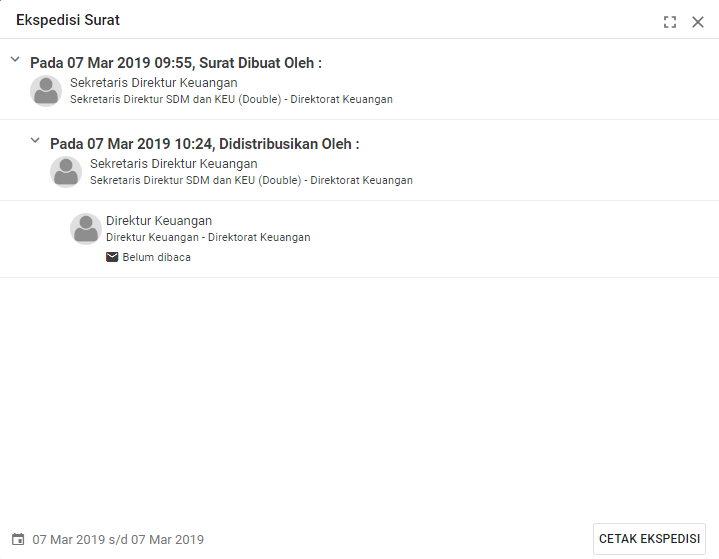 Ekspedisi Surat
Pada 07 Mar 2019 09:55, Surat Dibuat Oleh :
Sekretaris Direktur Keuangan
Sekretaris Direktur SDM dan KEU (Double) - Direktorat Keuangan
Pada 07 Mar 2019 10:24, Didistribusikan Oleh :
Sekretaris Direktur Keuangan
Sekretaris Direktur SDM dan KEU (Double) - Direktorat Keuangan
Direktur Keuangan
Direktur Keuangan - Direktorat Keuangan
Belum dibaca
07 Mar 2019 s/d 07 Mar 2019
CETAK EKSPEDISI